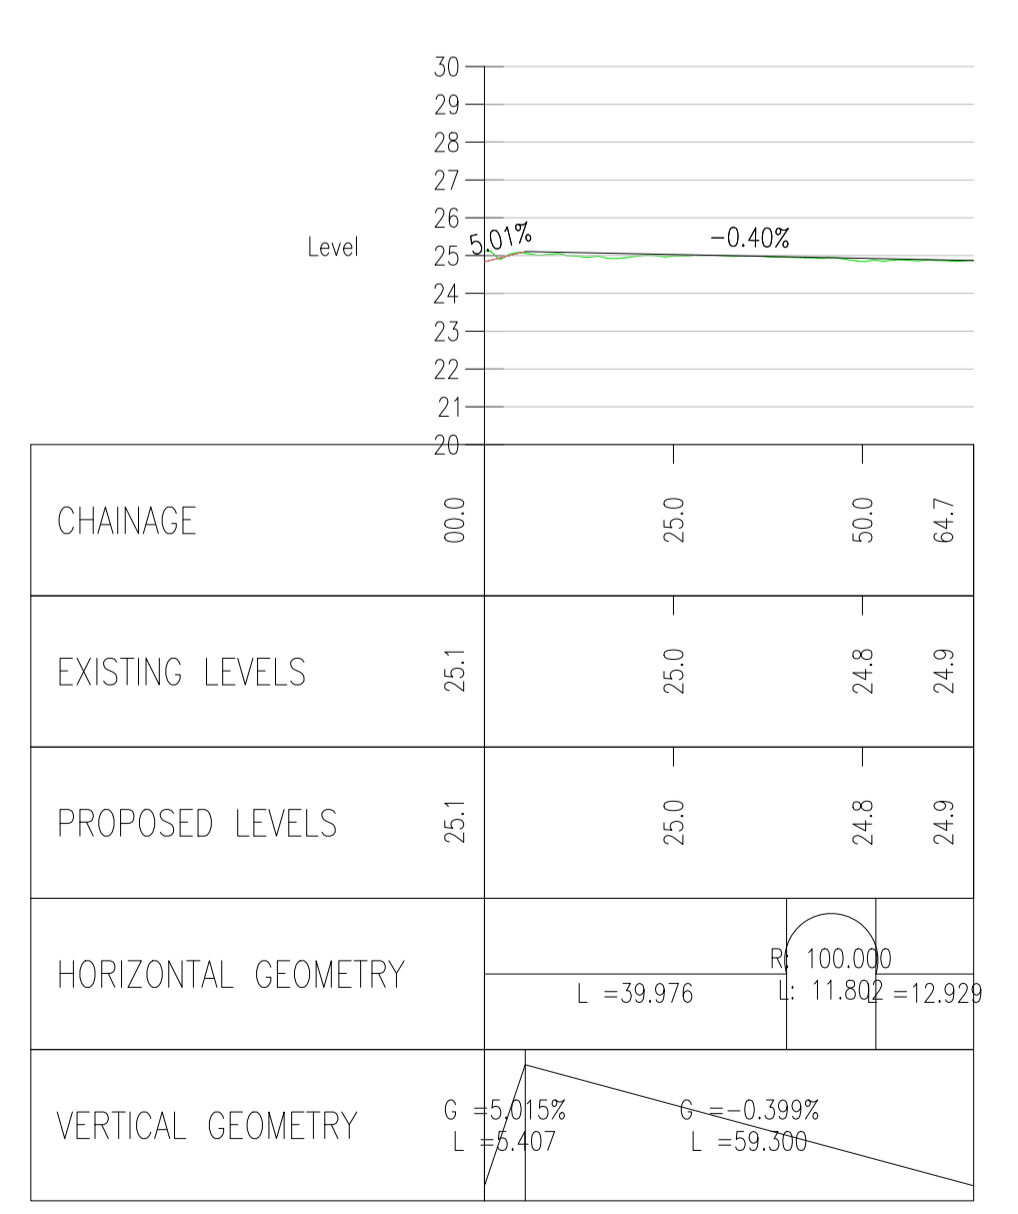 30
29
28
27
26
5.01% -0.40%
Level 25
24
23
22
21
20
CHAINAGE 00.0 25.0 50.0 64.7
EXISTING LEVELS 25.1 25.0 24.8 24.9
PROPOSED LEVELS 25.1 25.0 24.8 24.9
HORIZONTAL GEOMETRY
R: 100.000
L =39.976 L: 11.802 L =12.929
VERTICAL GEOMETRY
G =5.015% G =-0.399%
L =5.407 L =59.300